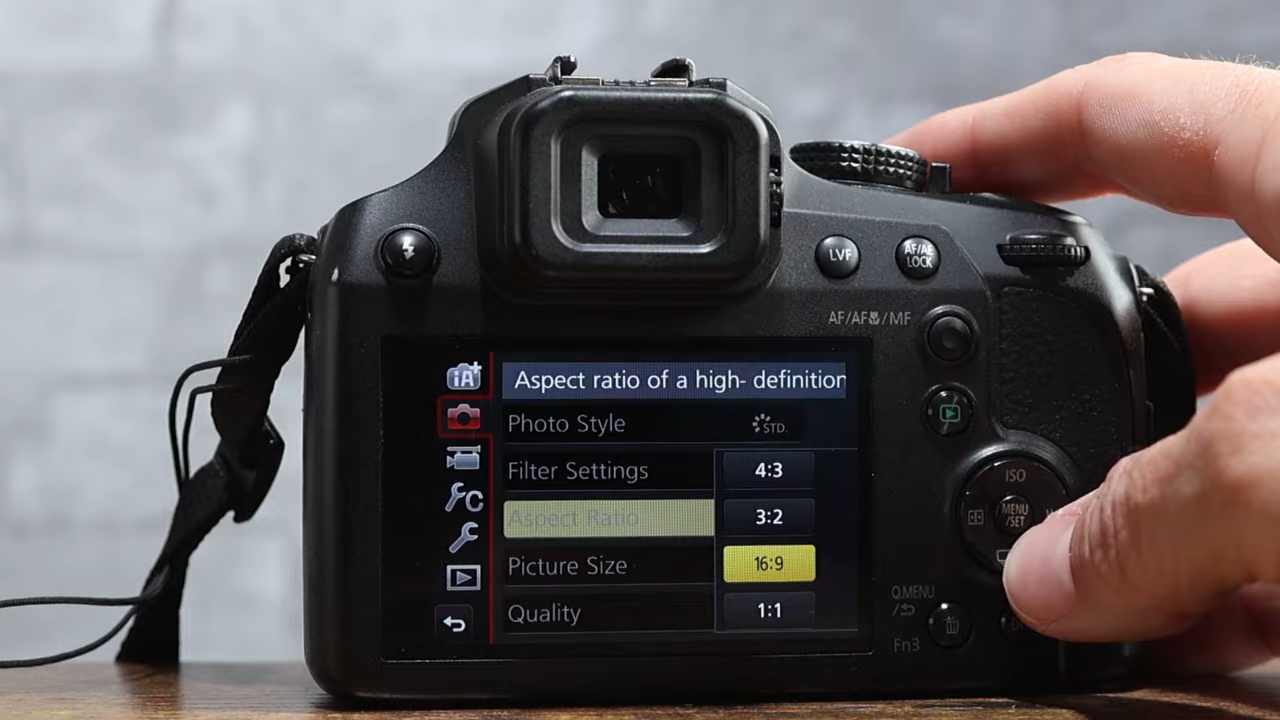 LVF
AF/AE
LOCK
AF/AF /MF
iA+
Aspect ratio of a high- definition
Photo Style
STD.
Filter Settings
4:3
C
Aspect Ratio
3:2
Picture Size
16:9
Quality
1:1
ISO
MENU
/SET
Q.MENU
Fn3